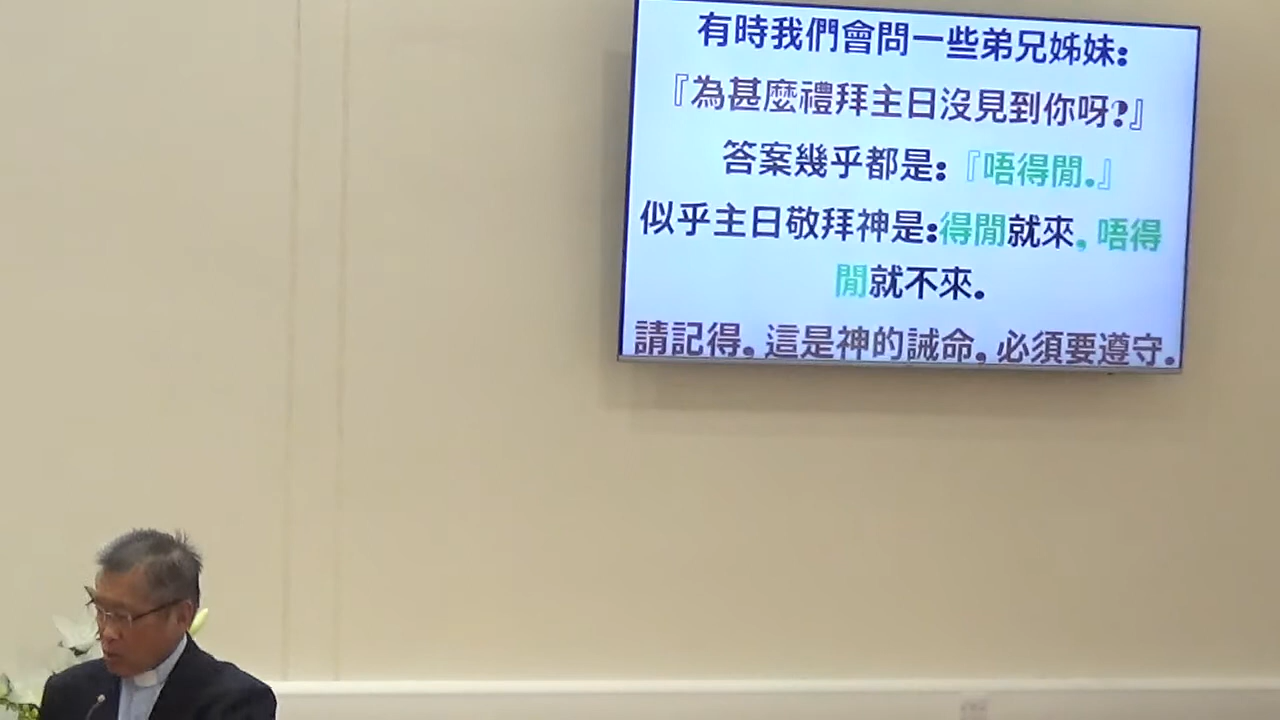 有時我們會問一些弟兄姊妹:
『為甚麼禮拜主日沒見到你呀?』
答案幾乎都是:『唔得閒。』
似乎主日敬拜神是:得閒就來,唔得
閒就不來。
請記得。這是神的誡命,必須要遵守。